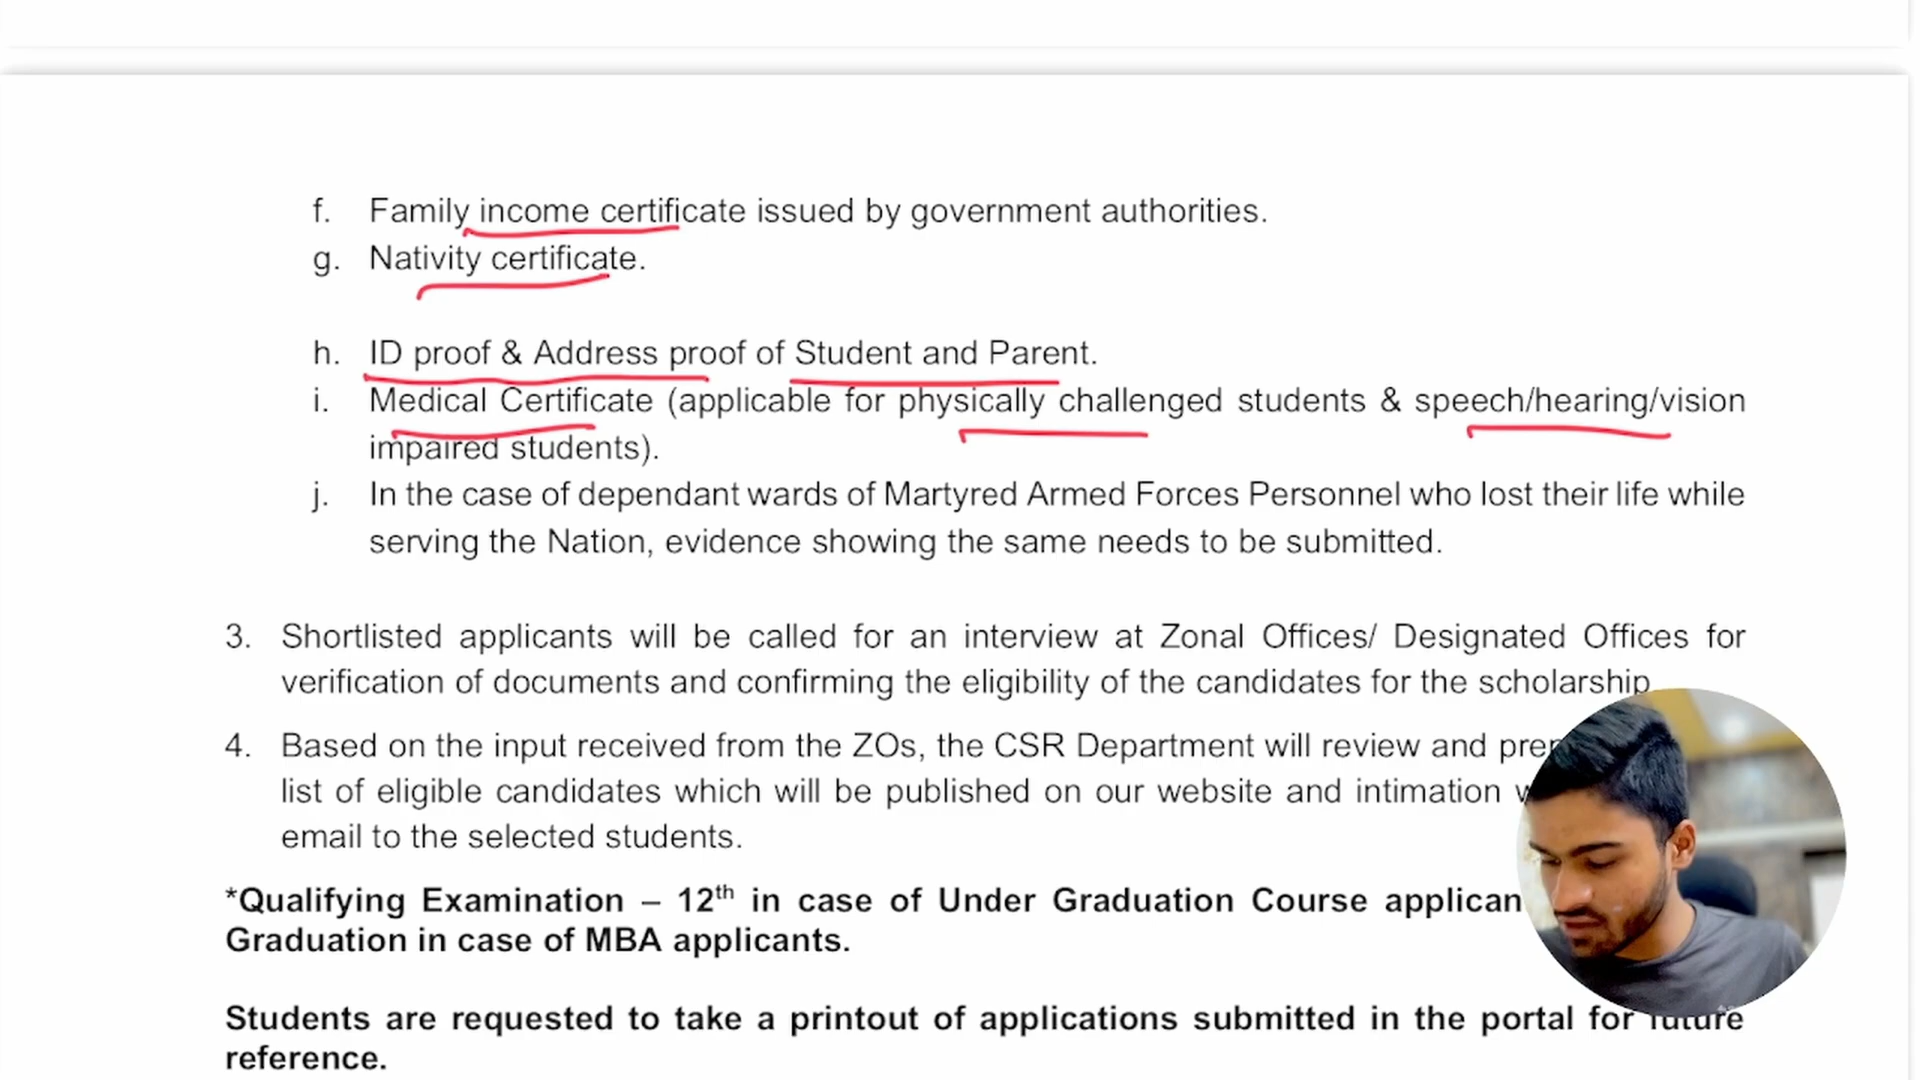 f. Family income certificate issued by government authorities.
g. Nativity certificate.
h. ID proof & Address proof of Student and Parent.
i. Medical Certificate (applicable for physically challenged students & speech/hearing/vision
impaired students).
j. In the case of dependant wards of Martyred Armed Forces Personnel who lost their life while
serving the Nation, evidence showing the same needs to be submitted.
3. Shortlisted applicants will be called for an interview at Zonal Offices/ Designated Offices for
verification of documents and confirming the eligibility of the candidates for the scholarship
4. Based on the input received from the ZOs, the CSR Department will review and
list of eligible candidates which will be published on our website and intimation
email to the selected students.
*Qualifying Examination – 12th in case of Under Graduation Course
Graduation in case of MBA applicants.
Students are requested to take a printout of applications submitted in the portal for future
reference.